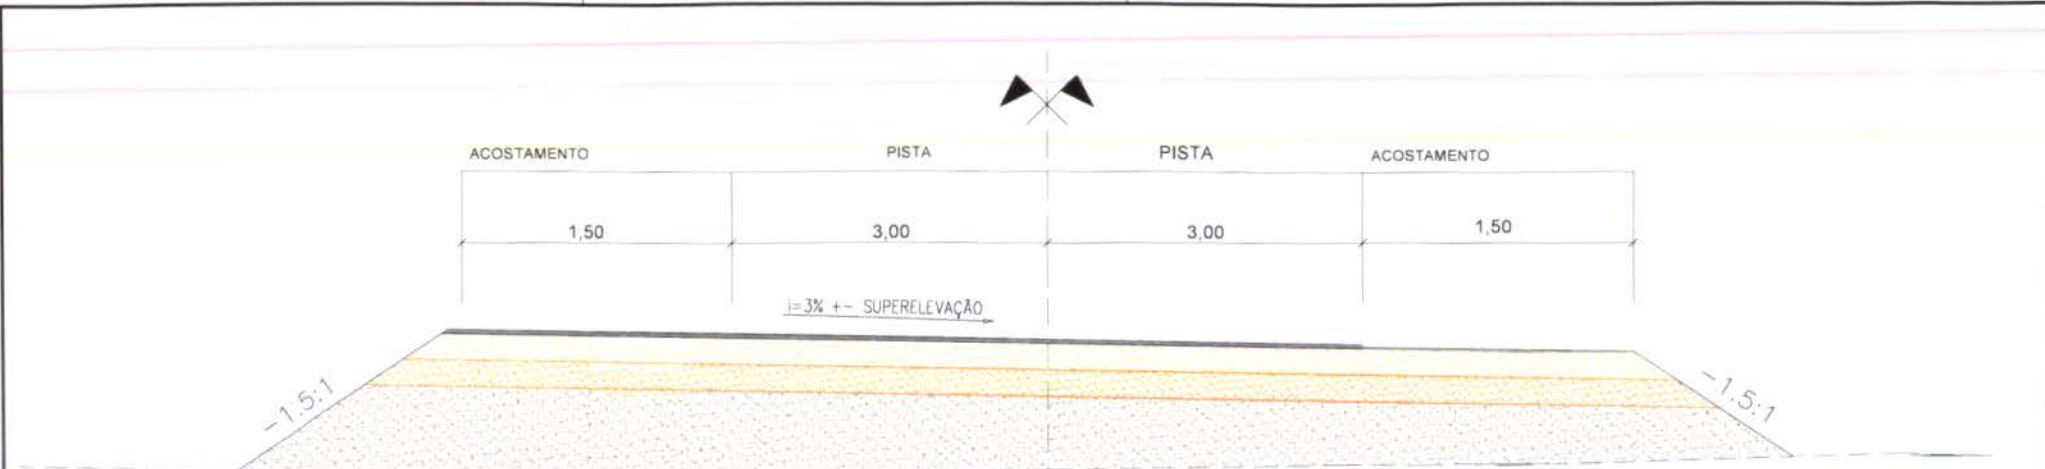 ACOSTAMENTO PISTA PISTA ACOSTAMENTO
1,50 3,00 3,00 1,50
i=3% +- SUPERELEVAÇÃO
-1.5:1 -1.5:1